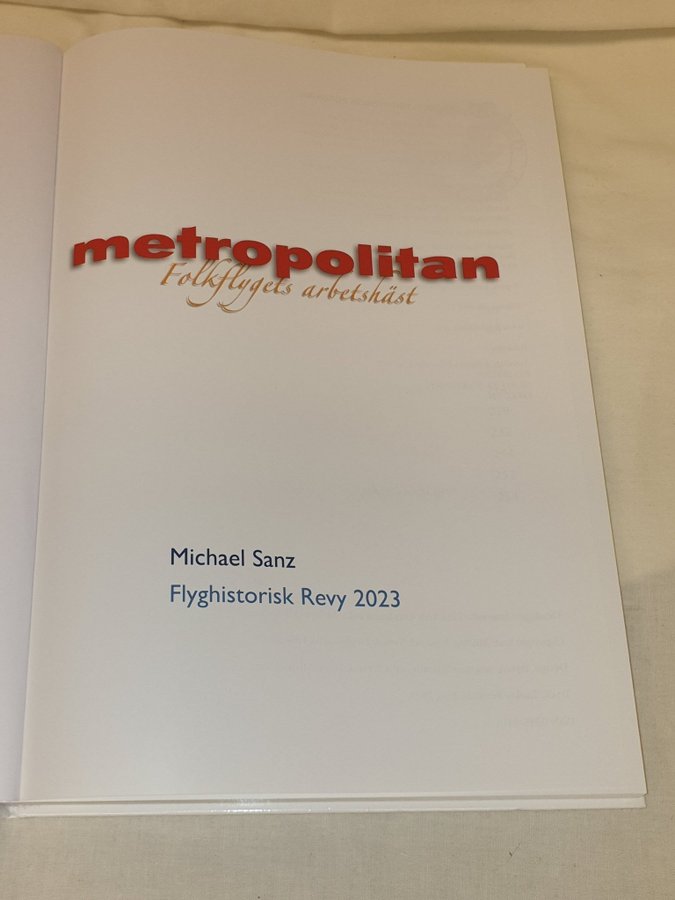 metropolitan
Folkflygets arbetshäst
Michael Sanz
Flyghistorisk Revy 2023